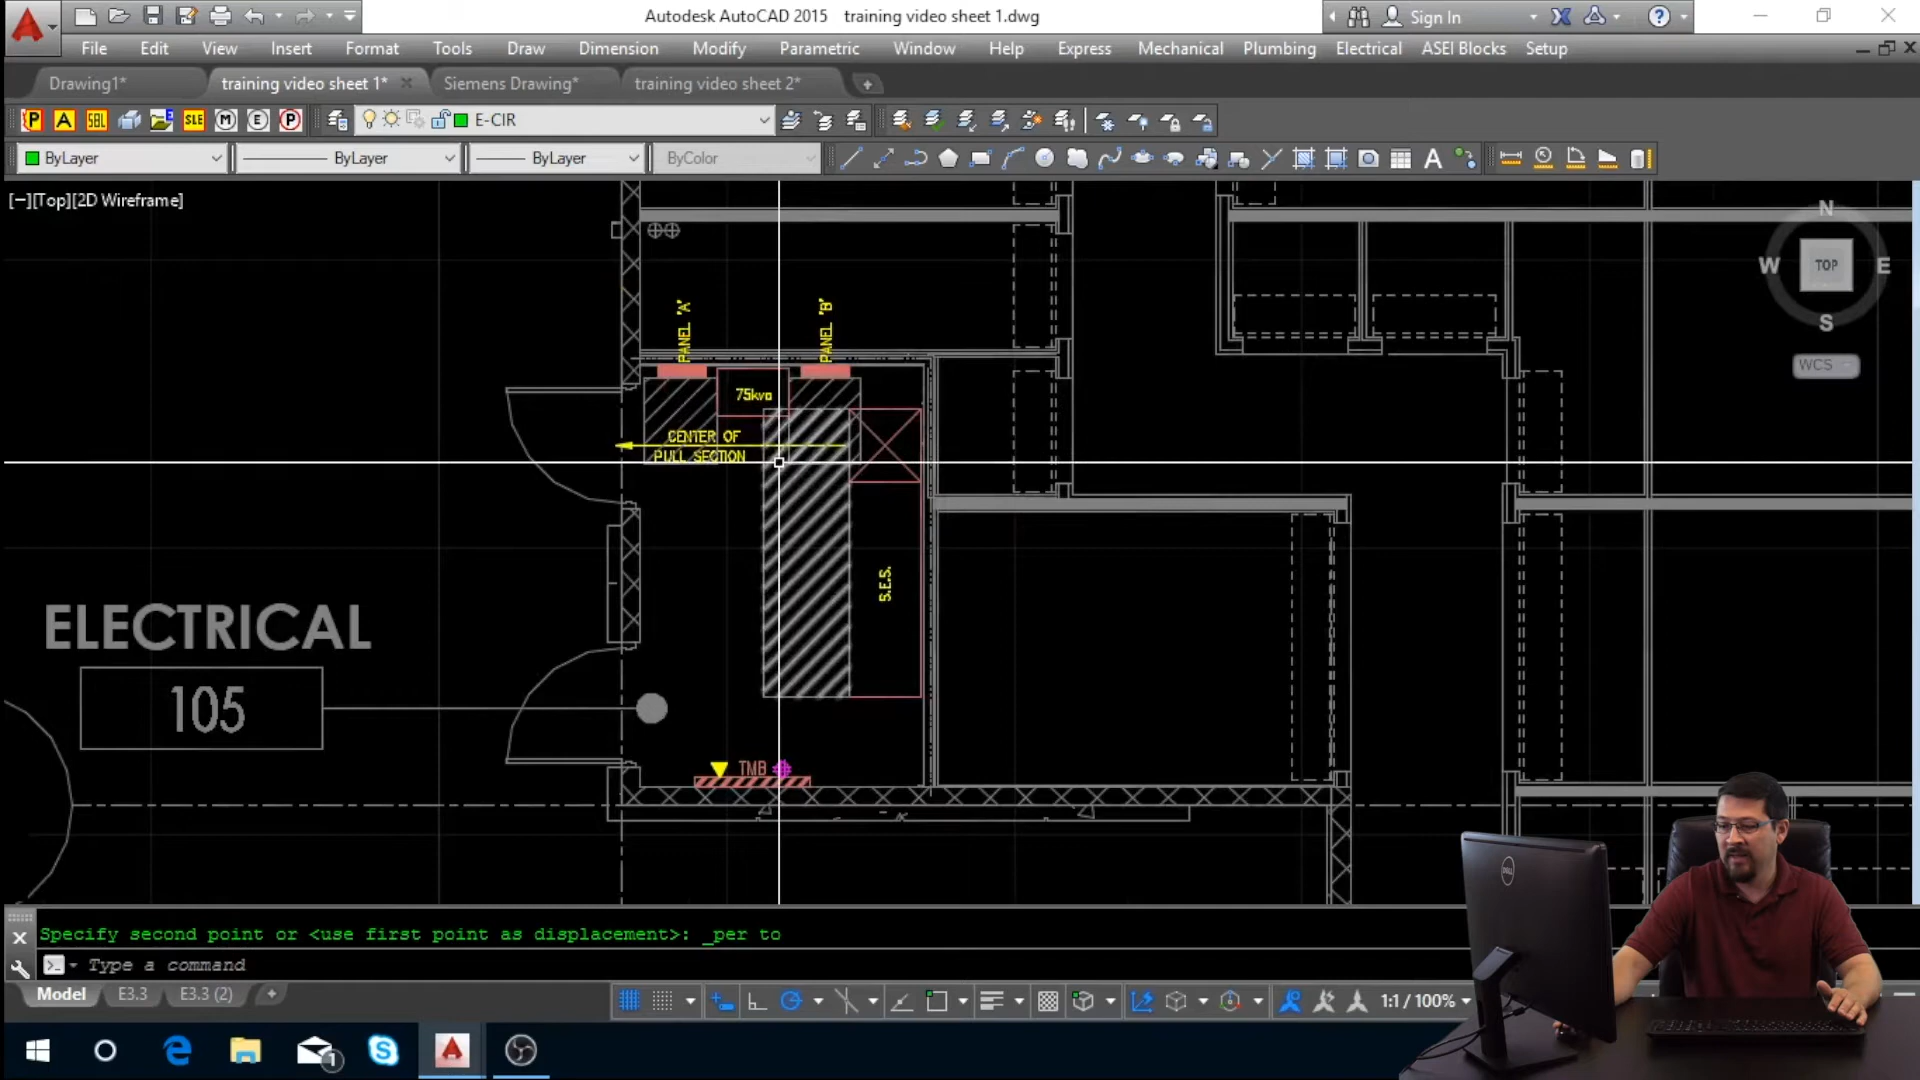 Autodesk AutoCAD 2015 training video sheet 1.dwg
Sign In
File Edit View Insert Format Tools Draw Dimension Modify Parametric Window Help Express Mechanical Plumbing Electrical ASEI Blocks Setup
Drawing1* training video sheet 1* Siemens Drawing* training video sheet 2*
P A SBL E SLE M E P E-CIR
ByLayer ByLayer ByLayer ByColor A
[−][Top][2D Wireframe]
N
W TOP E
S
WCS
PANEL 'A'
PANEL 'B'
75kva
CENTER OF
PULL SECTION
S.E.S.
ELECTRICAL
105
TMB
DELL
Specify second point or <use first point as displacement>: _per to
Type a command
Model E3.3 E3.3 (2)
1:1 / 100%
1